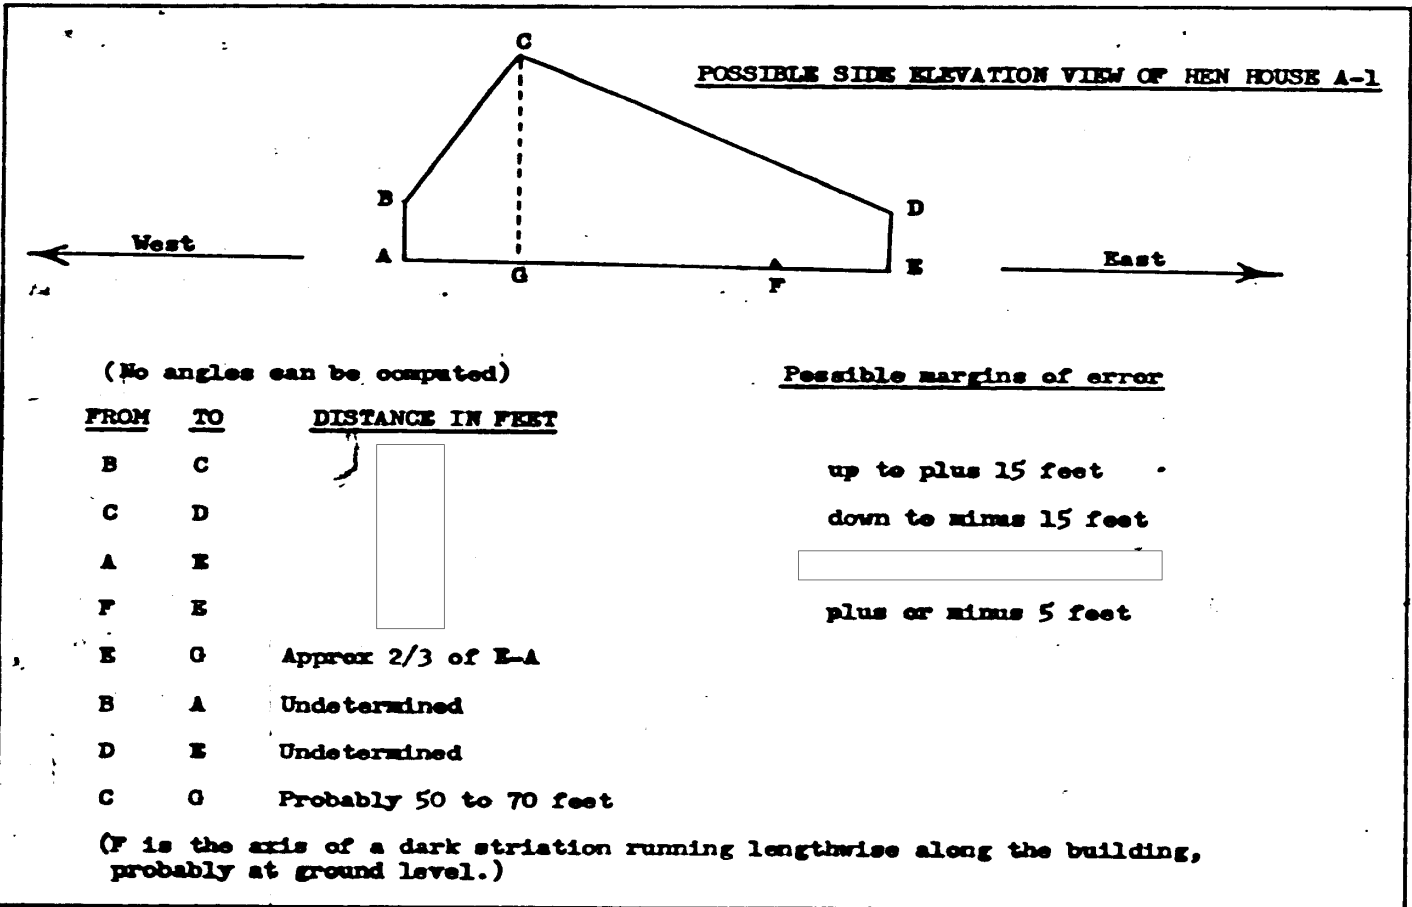 C
POSSIBLE SIDE ELEVATION VIEW OF HEN HOUSE A-1
B
D
West
A
G
F
E
East
(No angles can be computed)
Possible margins of error
FROM TO DISTANCE IN FEET
B C up to plus 15 feet
C D down to minus 15 feet
A E
F E plus or minus 5 feet
E G Approx 2/3 of E-A
B A Undetermined
D E Undetermined
C G Probably 50 to 70 feet
(F is the axis of a dark striation running lengthwise along the building,
probably at ground level.)